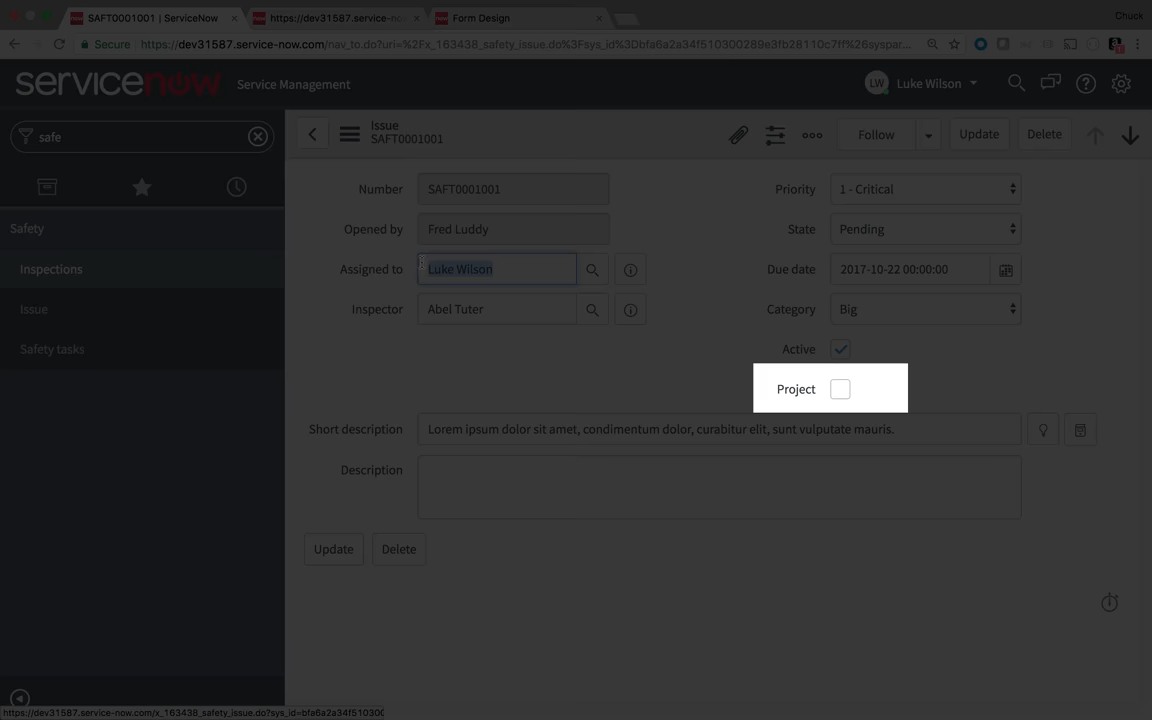 SAFT0001001 | ServiceNow
https://dev31587.service-no
Form Design
Chuck
Secure
https://dev31587.service-now.com/nav_to.do?uri=%2Fx_163438_safety_issue.do%3Fsys_id%3Dbfa6a2a34f510300289e3fb28110c7ff%26syspar...
servicenow
Service Management
LW
Luke Wilson
safe
Issue
SAFT0001001
Follow
Update
Delete
Safety
Inspections
Issue
Safety tasks
Number
SAFT0001001
Priority
1 - Critical
Opened by
Fred Luddy
State
Pending
Assigned to
Luke Wilson
Due date
2017-10-22 00:00:00
Inspector
Abel Tuter
Category
Big
Active
Project
Short description
Lorem ipsum dolor sit amet, condimentum dolor, curabitur elit, sunt vulputate mauris.
Description
Update
Delete
https://dev31587.service-now.com/x_163438_safety_issue.do?sys_id=bfa6a2a34f510300